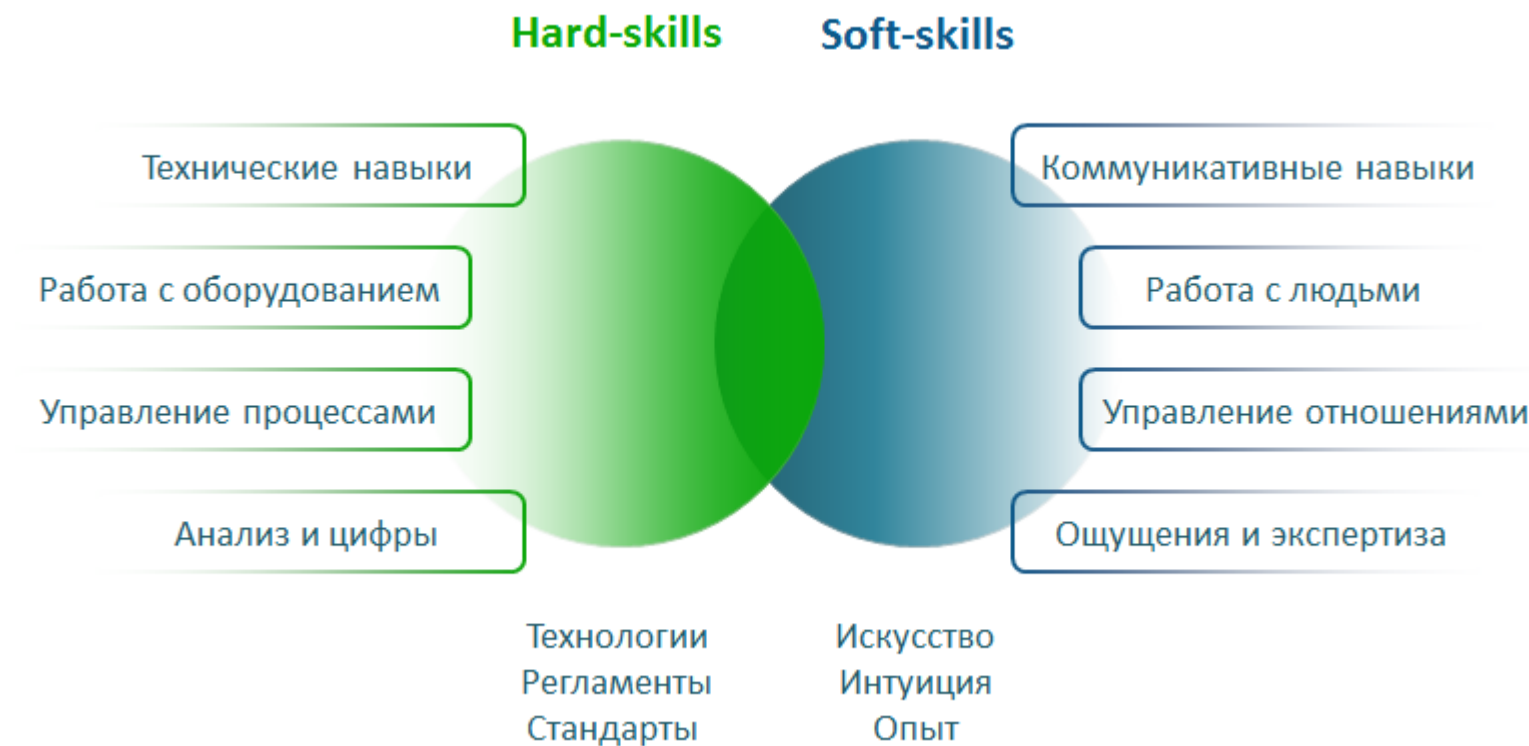 Hard-skills
Soft-skills
Технические навыки
Коммуникативные навыки
Работа с оборудованием
Работа с людьми
Управление процессами
Управление отношениями
Анализ и цифры
Ощущения и экспертиза
Технологии
Регламенты
Стандарты
Искусство
Интуиция
Опыт